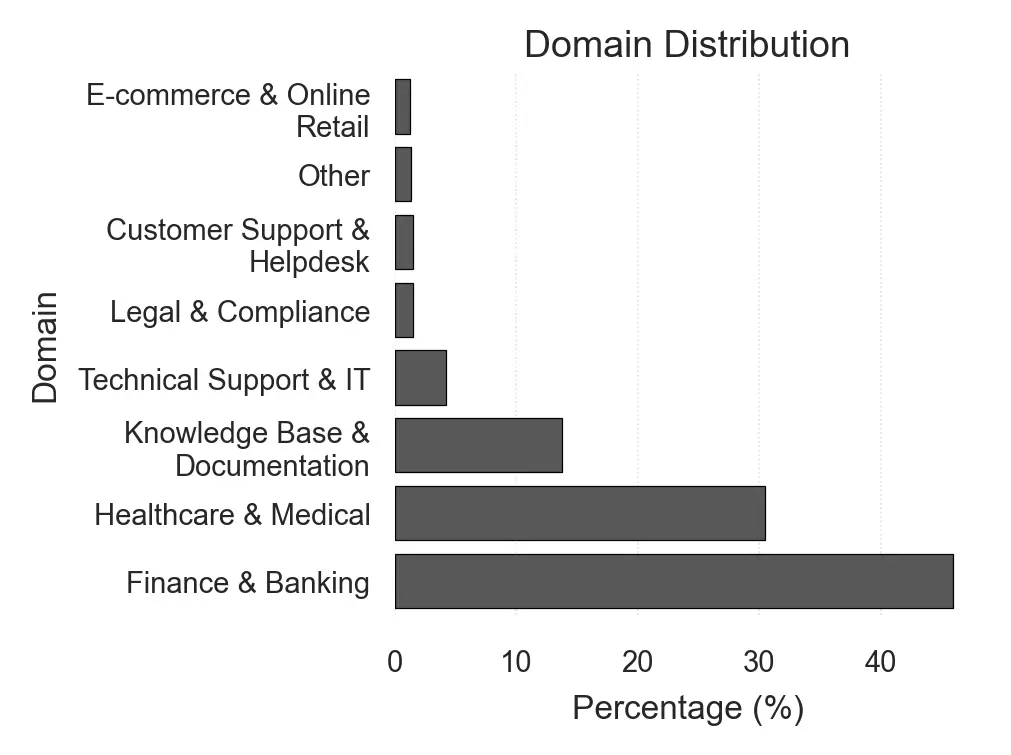 Domain Distribution
E-commerce & Online
Retail
Other
Customer Support &
Helpdesk
Legal & Compliance
Technical Support & IT
Knowledge Base &
Documentation
Healthcare & Medical
Finance & Banking
Domain
0 10 20 30 40
Percentage (%)